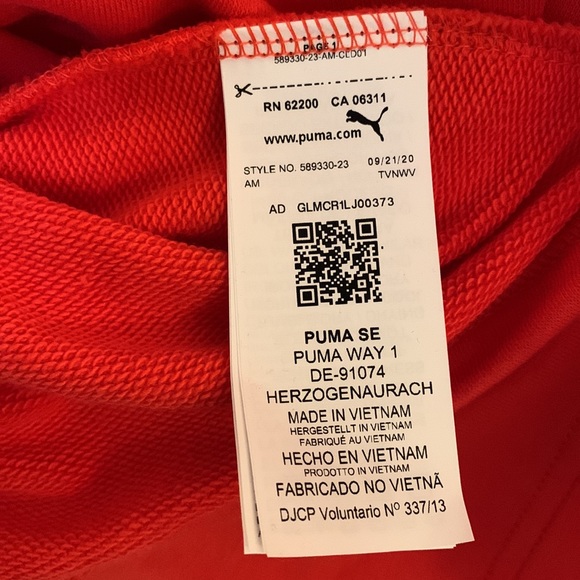 PAGE 1
589330-23-AM-CLD01
RN 62200 CA 06311
www.puma.com
STYLE NO. 589330-23 09/21/20
AM TVNWV
AD GLMCR1LJ00373
PUMA SE
PUMA WAY 1
DE-91074
HERZOGENAURACH
MADE IN VIETNAM
HERGESTELLT IN VIETNAM
FABRIQUÉ AU VIETNAM
HECHO EN VIETNAM
PRODOTTO IN VIETNAM
FABRICADO NO VIETNÃ
DJCP Voluntario Nº 337/13